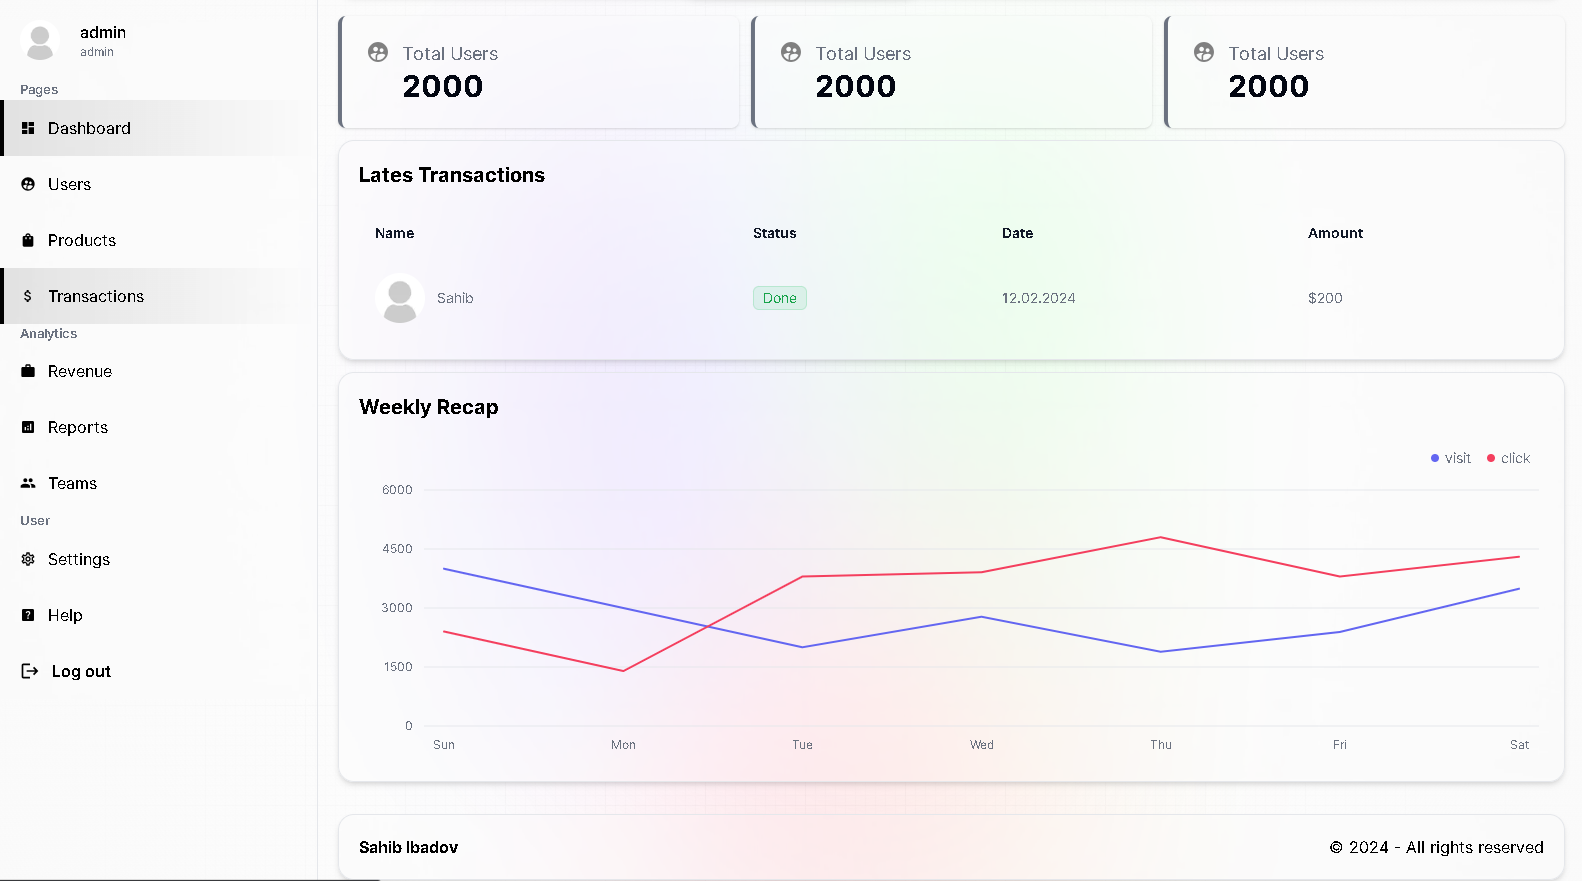 admin
admin
Pages
Dashboard
Users
Products
Transactions
Analytics
Revenue
Reports
Teams
User
Settings
Help
Log out
Total Users
2000
Total Users
2000
Total Users
2000
Lates Transactions
Name Status Date Amount
Sahib Done 12.02.2024 $200
Weekly Recap
visit click
6000
4500
3000
1500
0
Sun Mon Tue Wed Thu Fri Sat
Sahib Ibadov © 2024 - All rights reserved